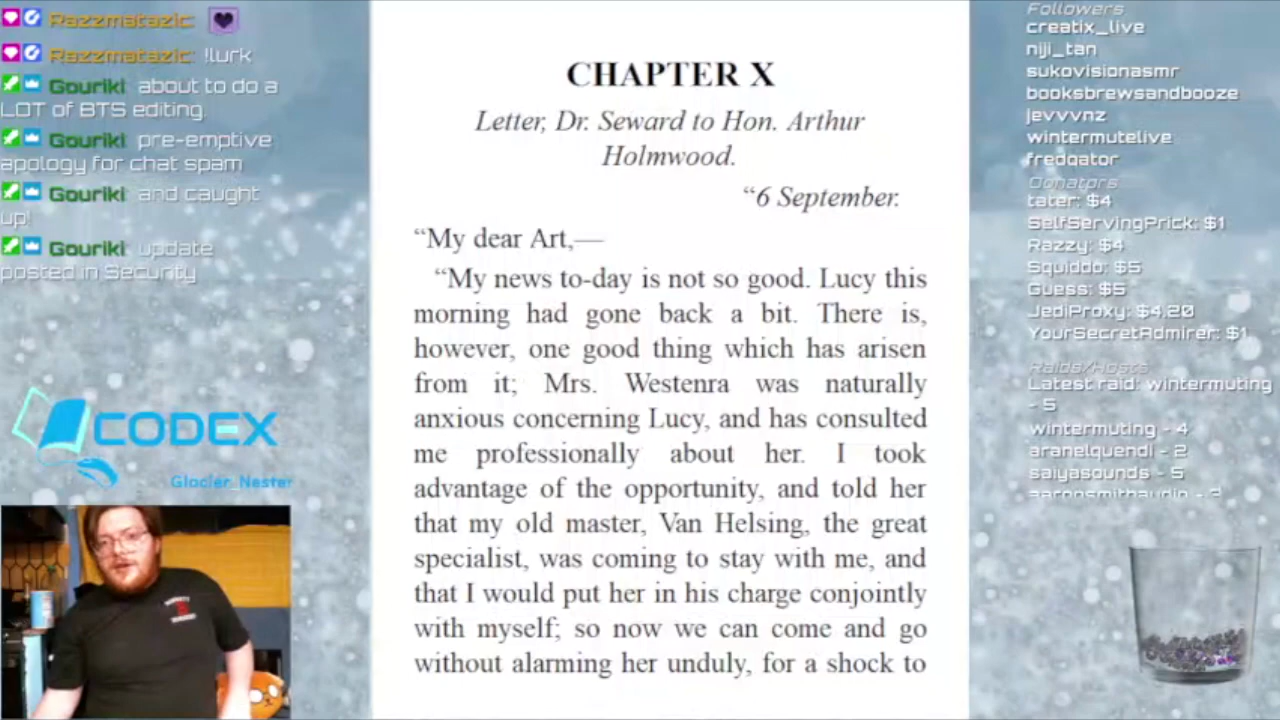 Razzmatazic:
Razzmatazic: !lurk
Gouriki: about to do a
LOT of BTS editing.
Gouriki: pre-emptive
apology for chat spam
Gouriki: and caught
up!
Gouriki: update
posted in Security
CODEX
Glacier_Nester
CHAPTER X
Letter, Dr. Seward to Hon. Arthur
Holmwood.
“6 September.
“My dear Art,—
“My news to-day is not so good. Lucy this
morning had gone back a bit. There is,
however, one good thing which has arisen
from it; Mrs. Westenra was naturally
anxious concerning Lucy, and has consulted
me professionally about her. I took
advantage of the opportunity, and told her
that my old master, Van Helsing, the great
specialist, was coming to stay with me, and
that I would put her in his charge conjointly
with myself; so now we can come and go
without alarming her unduly, for a shock to
Followers
creatix_live
niji_tan
sukovisionasmr
booksbrewsandbooze
jevvvnz
wintermutelive
fredgator
Donators
tater: $4
SelfServingPrick: $1
Razzy: $4
Squiddo: $5
Guess: $5
JediProxy: $4.20
YourSecretAdmirer: $1
Raids/Hosts
Latest raid: wintermuting
- 5
wintermuting - 4
aranelquendi - 2
saiyasounds - 5